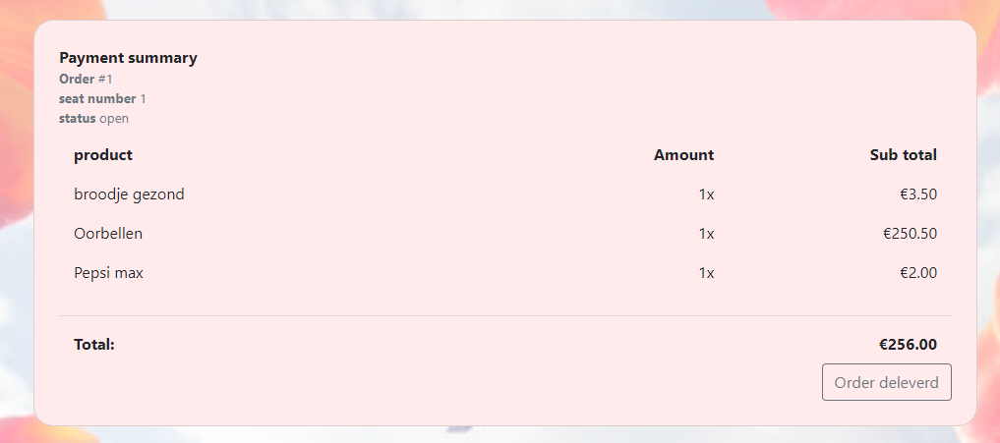 Payment summary
Order #1
seat number 1
status open
product Amount Sub total
broodje gezond 1x €3.50
Oorbellen 1x €250.50
Pepsi max 1x €2.00
Total: €256.00
Order deleverd